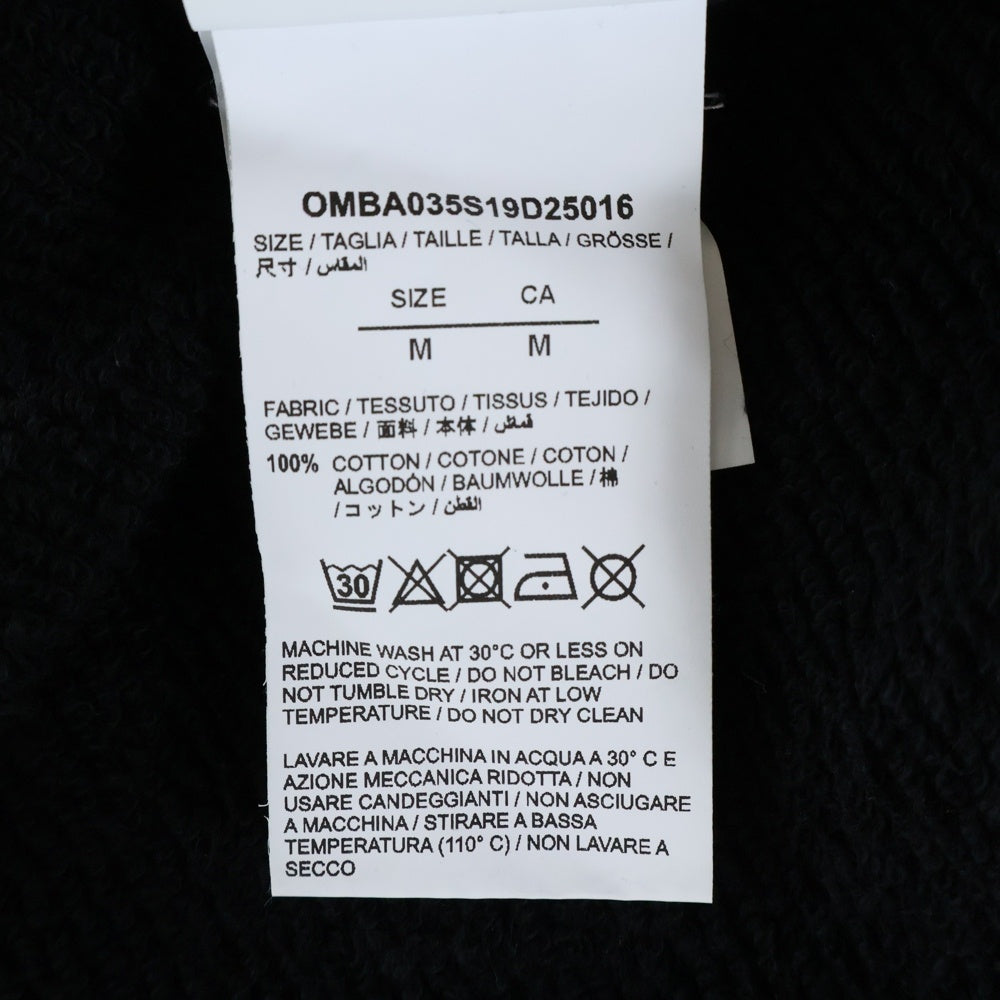 OMBA035S19D25016
SIZE / TAGLIA / TAILLE / TALLA / GRÖSSE /
尺寸 / المقاس
SIZE CA
M M
FABRIC / TESSUTO / TISSUS / TEJIDO /
GEWEBE / 面料 / 本体 / قماش
100% COTTON / COTONE / COTON /
ALGODÓN / BAUMWOLLE / 棉
/ コットン / القطن
30
MACHINE WASH AT 30°C OR LESS ON
REDUCED CYCLE / DO NOT BLEACH / DO
NOT TUMBLE DRY / IRON AT LOW
TEMPERATURE / DO NOT DRY CLEAN
LAVARE A MACCHINA IN ACQUA A 30° C E
AZIONE MECCANICA RIDOTTA / NON
USARE CANDEGGIANTI / NON ASCIUGARE
A MACCHINA / STIRARE A BASSA
TEMPERATURA (110° C) / NON LAVARE A
SECCO